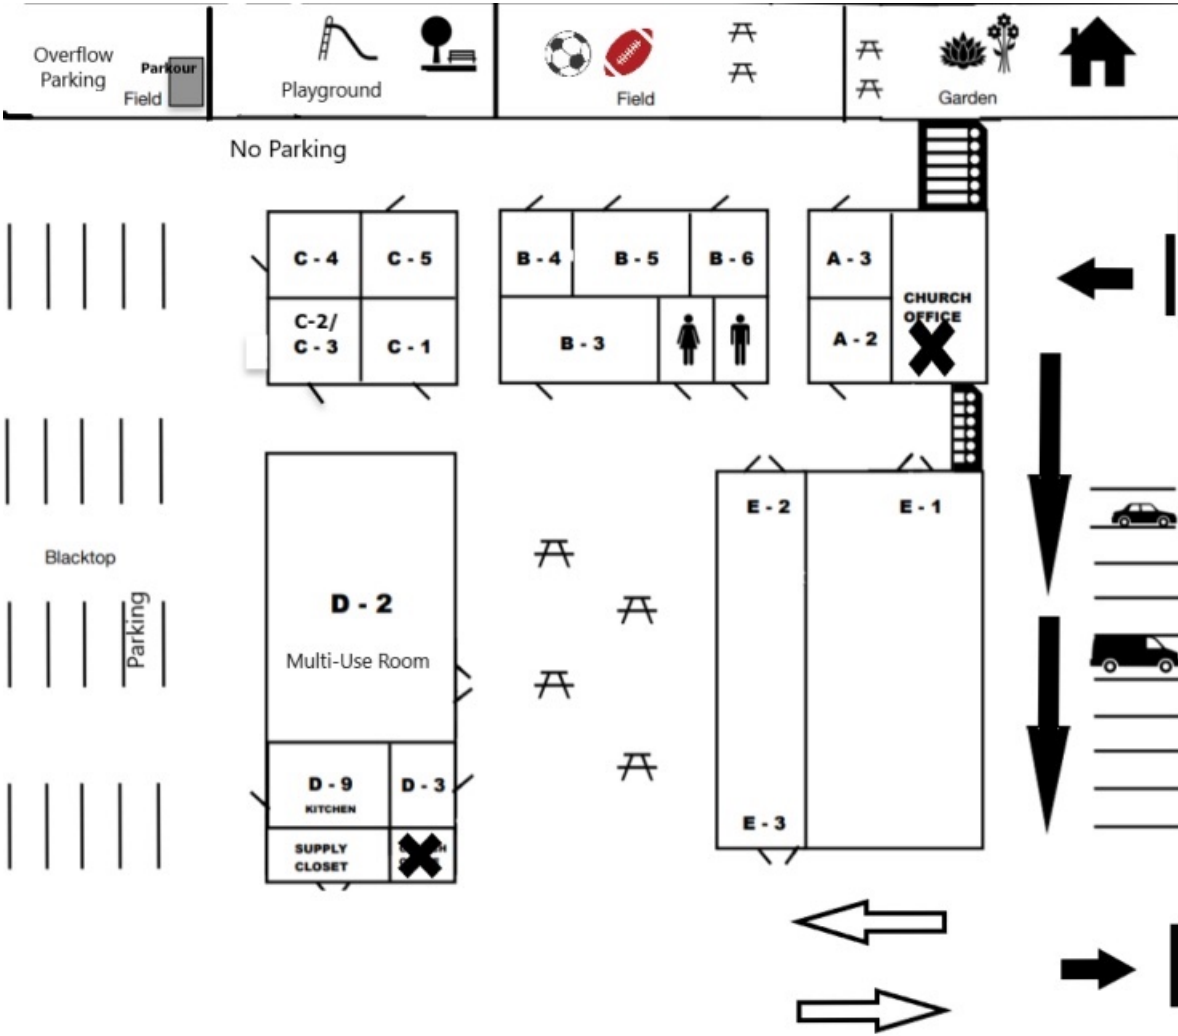 Overflow
Parking
Parkour
Field
Playground
Field
Garden
No Parking
C - 4
C - 5
B - 4
B - 5
B - 6
A - 3
CHURCH
OFFICE
C-2/
C - 3
C - 1
B - 3
A - 2
E - 2
E - 1
Blacktop
Parking
D - 2
Multi-Use Room
D - 9
KITCHEN
D - 3
E - 3
SUPPLY
CLOSET